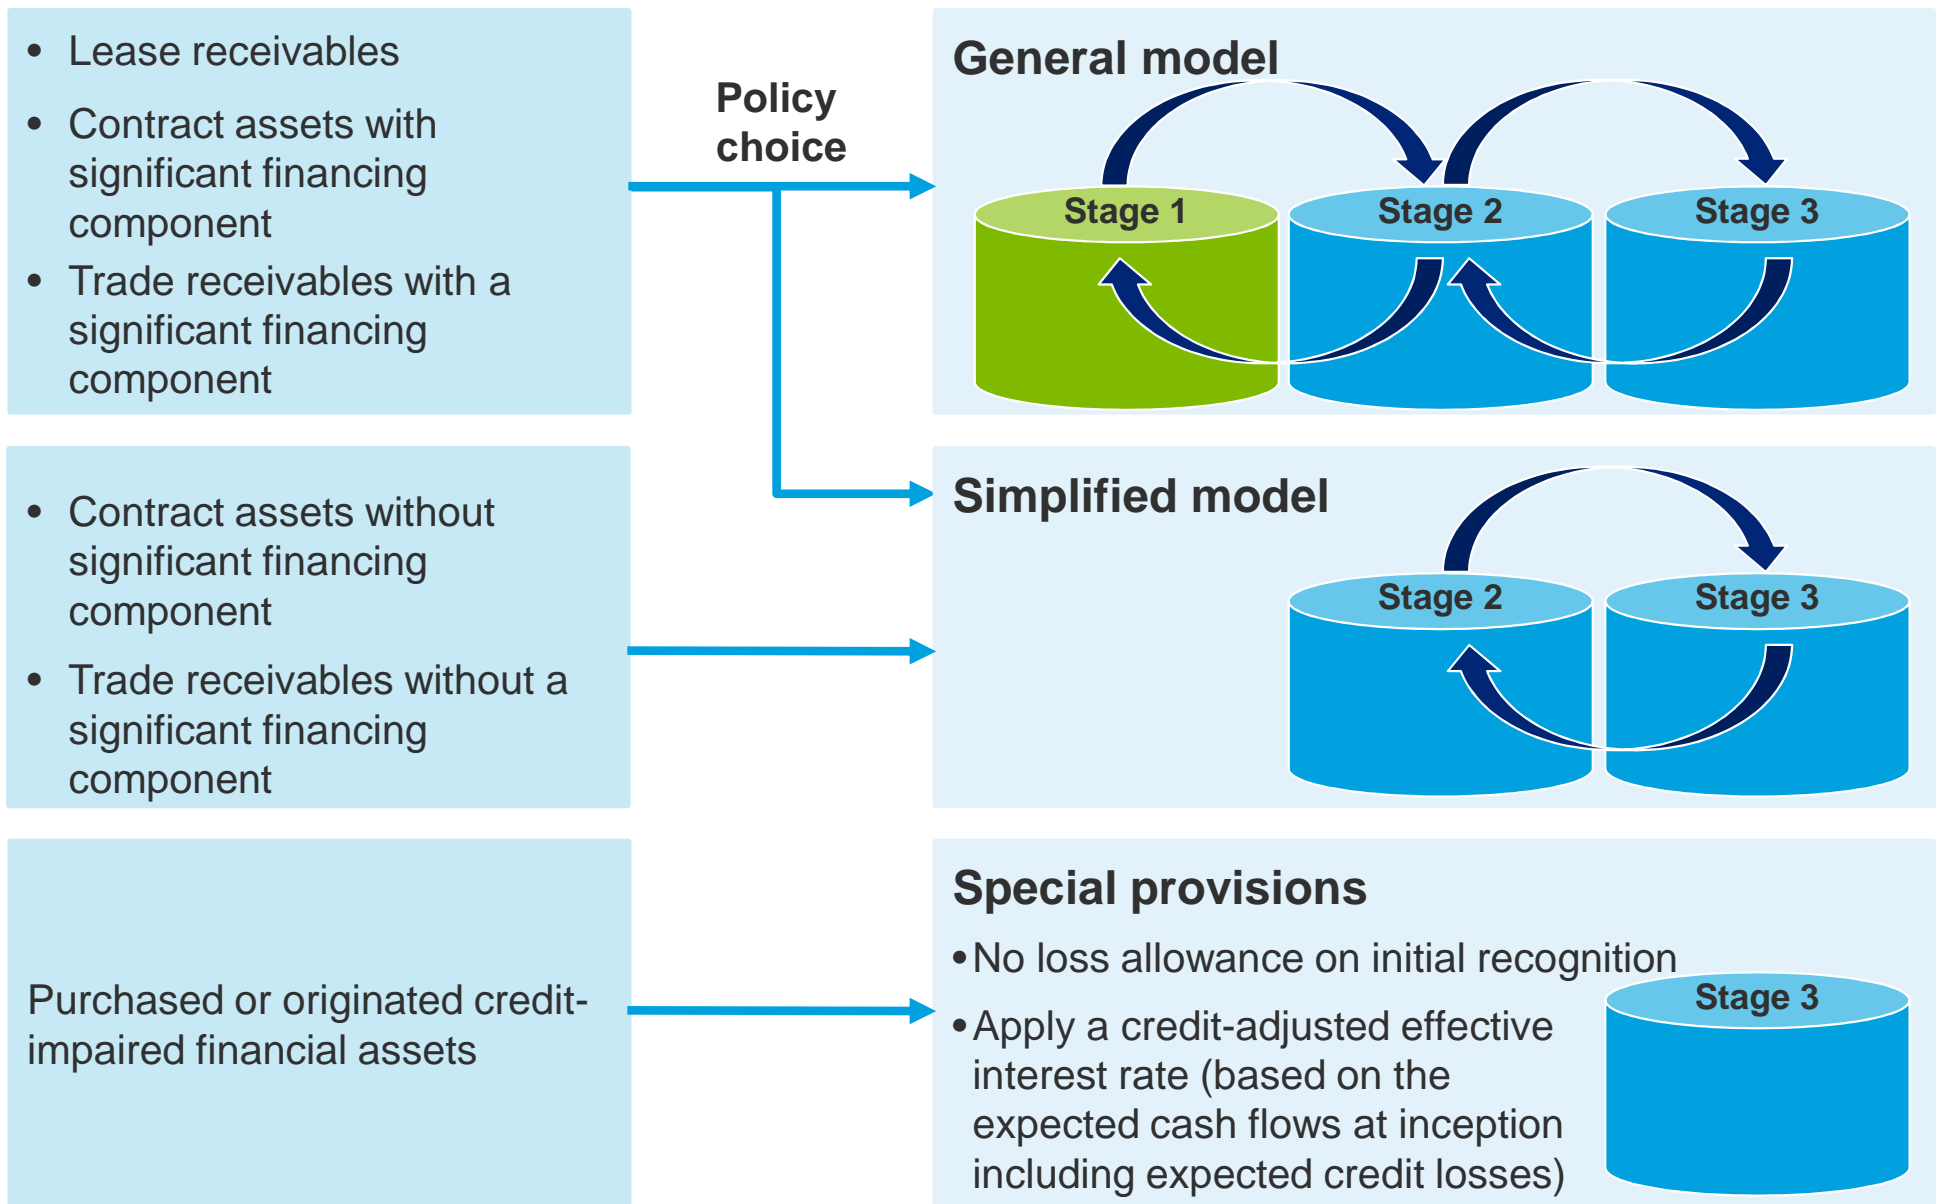 • Lease receivables
• Contract assets with
significant financing
component
• Trade receivables with a
significant financing
component
Policy
choice
General model
Stage 1
Stage 2
Stage 3
• Contract assets without
significant financing
component
• Trade receivables without a
significant financing
component
Simplified model
Stage 2
Stage 3
Purchased or originated credit-
impaired financial assets
Special provisions
• No loss allowance on initial recognition
• Apply a credit-adjusted effective
interest rate (based on the
expected cash flows at inception
including expected credit losses)
Stage 3